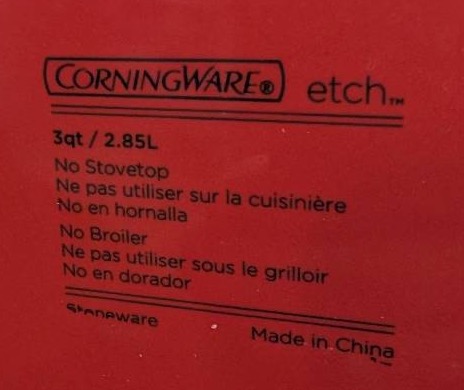 CORNINGWARE® etch™
3qt / 2.85L
No Stovetop
Ne pas utiliser sur la cuisinière
No en hornalla
No Broiler
Ne pas utiliser sous le grilloir
No en dorador
Stoneware
Made in China